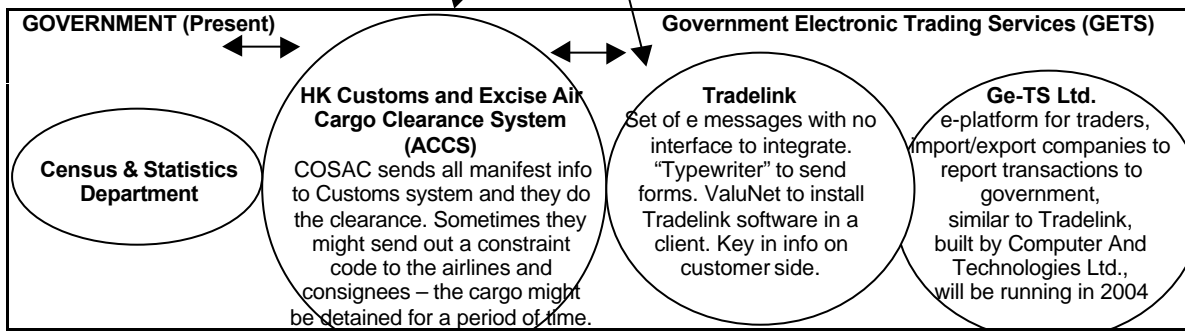 GOVERNMENT (Present)
Government Electronic Trading Services (GETS)
Census & Statistics
Department
HK Customs and Excise Air
Cargo Clearance System
(ACCS)
COSAC sends all manifest info
to Customs system and they do
the clearance. Sometimes they
might send out a constraint
code to the airlines and
consignees – the cargo might
be detained for a period of time.
Tradelink
Set of e messages with no
interface to integrate.
“Typewriter” to send
forms. ValuNet to install
Tradelink software in a
client. Key in info on
customer side.
Ge-TS Ltd.
e-platform for traders,
import/export companies to
report transactions to
government,
similar to Tradelink,
built by Computer And
Technologies Ltd.,
will be running in 2004